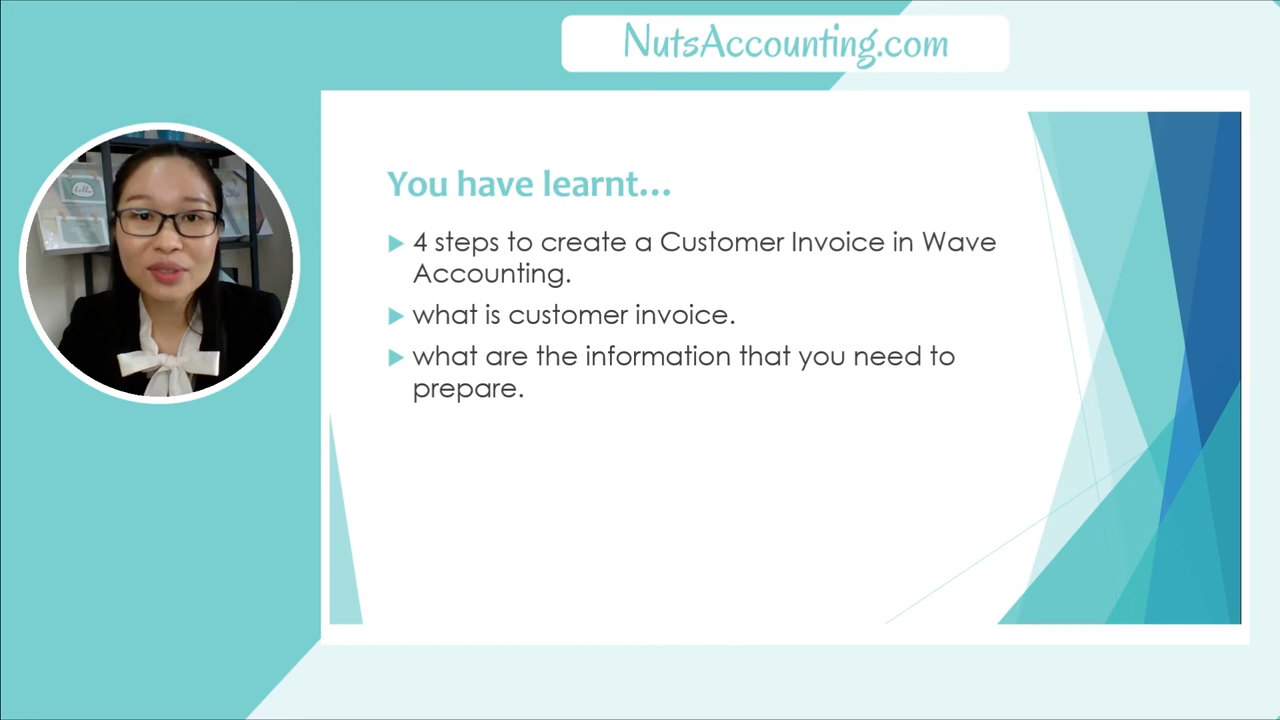 NutsAccounting.com
You have learnt...
4 steps to create a Customer Invoice in Wave
Accounting.
what is customer invoice.
what are the information that you need to
prepare.